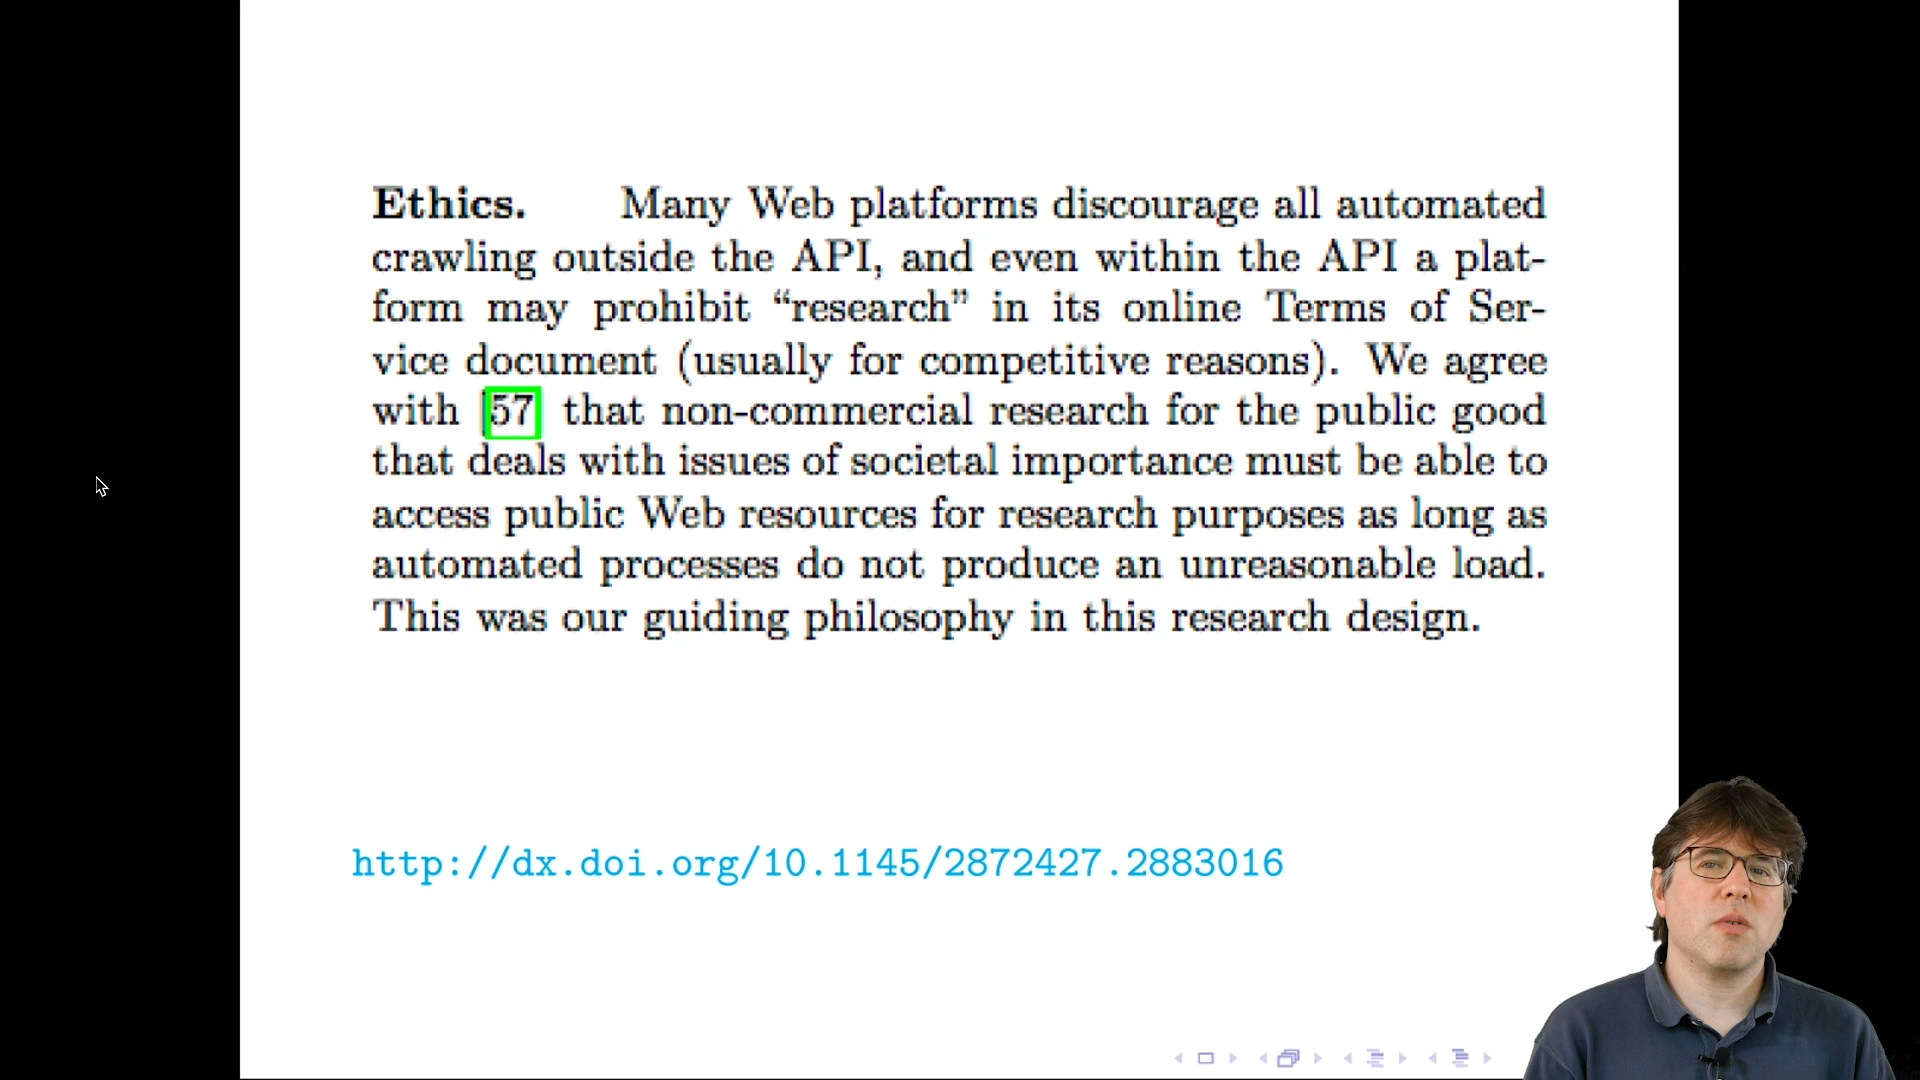 Ethics. Many Web platforms discourage all automated
crawling outside the API, and even within the API a plat-
form may prohibit “research” in its online Terms of Ser-
vice document (usually for competitive reasons). We agree
with [57 that non-commercial research for the public good
that deals with issues of societal importance must be able to
access public Web resources for research purposes as long as
automated processes do not produce an unreasonable load.
This was our guiding philosophy in this research design.
http://dx.doi.org/10.1145/2872427.2883016